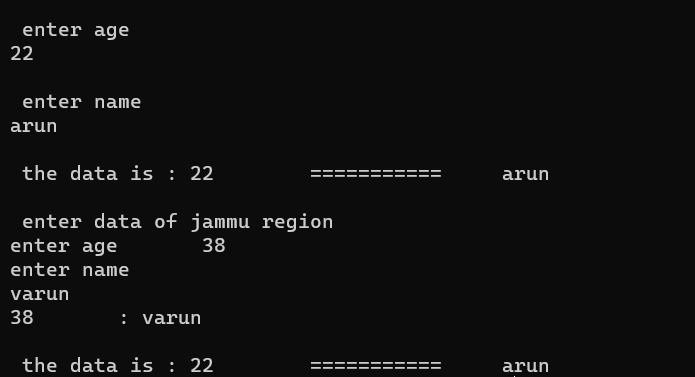 enter age
22
enter name
arun
the data is : 22        ===========     arun
enter data of jammu region
enter age       38
enter name
varun
38       : varun
the data is : 22        ===========     arun